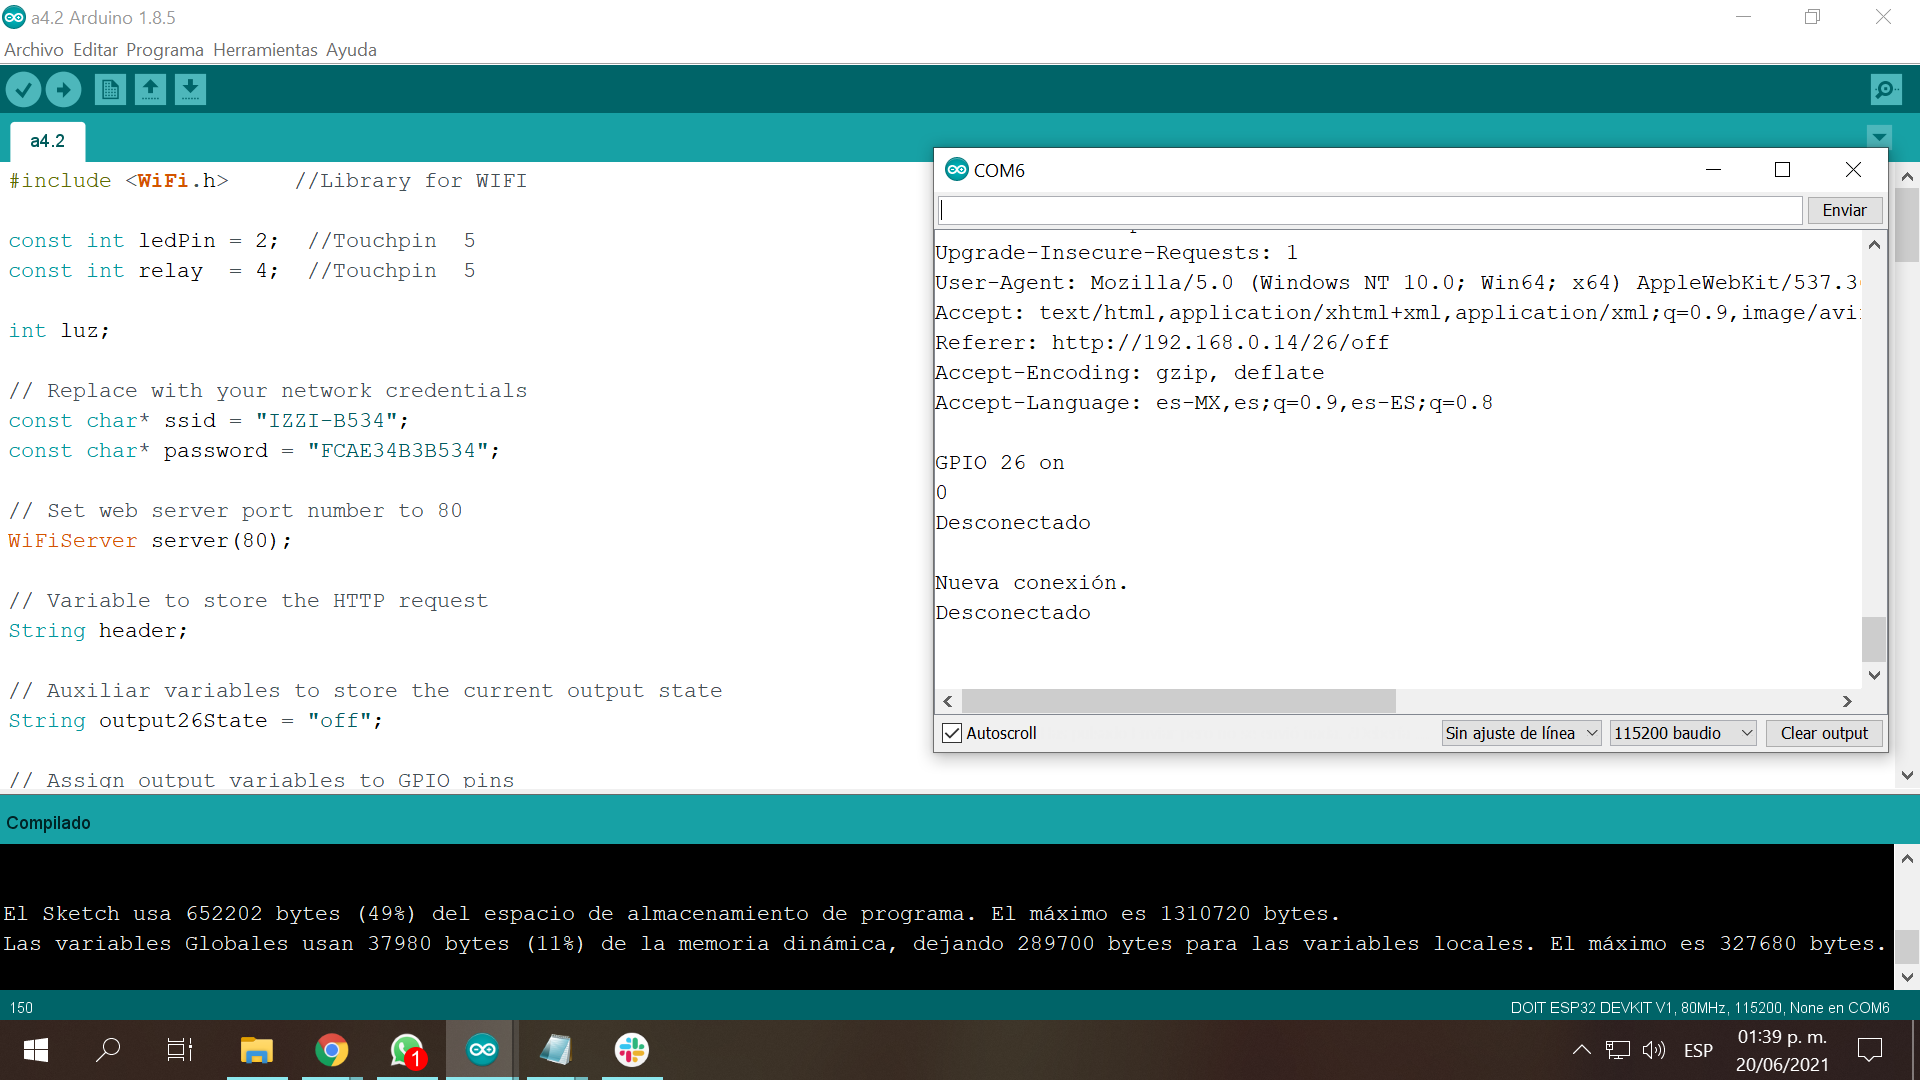 a4.2 Arduino 1.8.5
Archivo Editar Programa Herramientas Ayuda
a4.2
#include <WiFi.h>     //Library for WIFI
const int ledPin = 2;  //Touchpin  5
const int relay  = 4;  //Touchpin  5
int luz;
// Replace with your network credentials
const char* ssid = "IZZI-B534";
const char* password = "FCAE34B3B534";
// Set web server port number to 80
WiFiServer server(80);
// Variable to store the HTTP request
String header;
// Auxiliar variables to store the current output state
String output26State = "off";
// Assign output variables to GPIO pins
COM6
Enviar
Upgrade-Insecure-Requests: 1
User-Agent: Mozilla/5.0 (Windows NT 10.0; Win64; x64) AppleWebKit/537.3
Accept: text/html,application/xhtml+xml,application/xml;q=0.9,image/avi
Referer: http://192.168.0.14/26/off
Accept-Encoding: gzip, deflate
Accept-Language: es-MX,es;q=0.9,es-ES;q=0.8
GPIO 26 on
0
Desconectado
Nueva conexión.
Desconectado
Autoscroll
Sin ajuste de línea
115200 baudio
Clear output
Compilado
El Sketch usa 652202 bytes (49%) del espacio de almacenamiento de programa. El máximo es 1310720 bytes.
Las variables Globales usan 37980 bytes (11%) de la memoria dinámica, dejando 289700 bytes para las variables locales. El máximo es 327680 bytes.
150
DOIT ESP32 DEVKIT V1, 80MHz, 115200, None en COM6
1
ESP
01:39 p. m.
20/06/2021